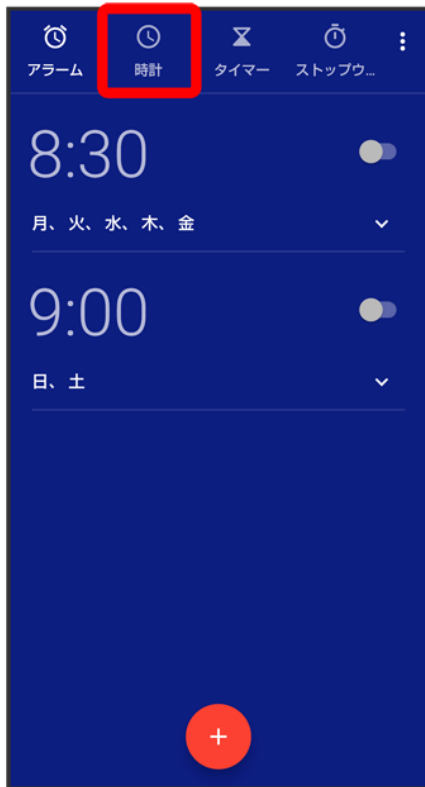 アラーム 時計 タイマー ストップウ...
8:30
月、火、水、木、金
9:00
日、土